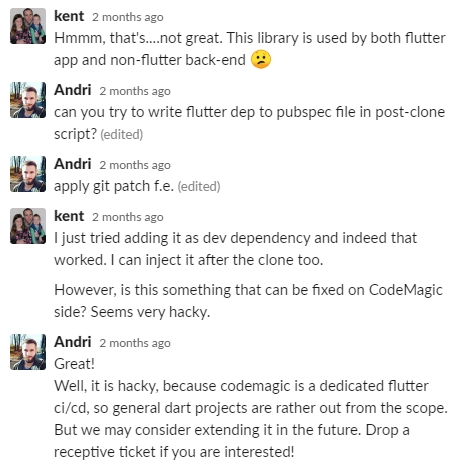 kent 2 months ago
Hmmm, that's....not great. This library is used by both flutter
app and non-flutter back-end 😕
Andri 2 months ago
can you try to write flutter dep to pubspec file in post-clone
script? (edited)
Andri 2 months ago
apply git patch f.e. (edited)
kent 2 months ago
I just tried adding it as dev dependency and indeed that
worked. I can inject it after the clone too.
However, is this something that can be fixed on CodeMagic
side? Seems very hacky.
Andri 2 months ago
Great!
Well, it is hacky, because codemagic is a dedicated flutter
ci/cd, so general dart projects are rather out from the scope.
But we may consider extending it in the future. Drop a
receptive ticket if you are interested!